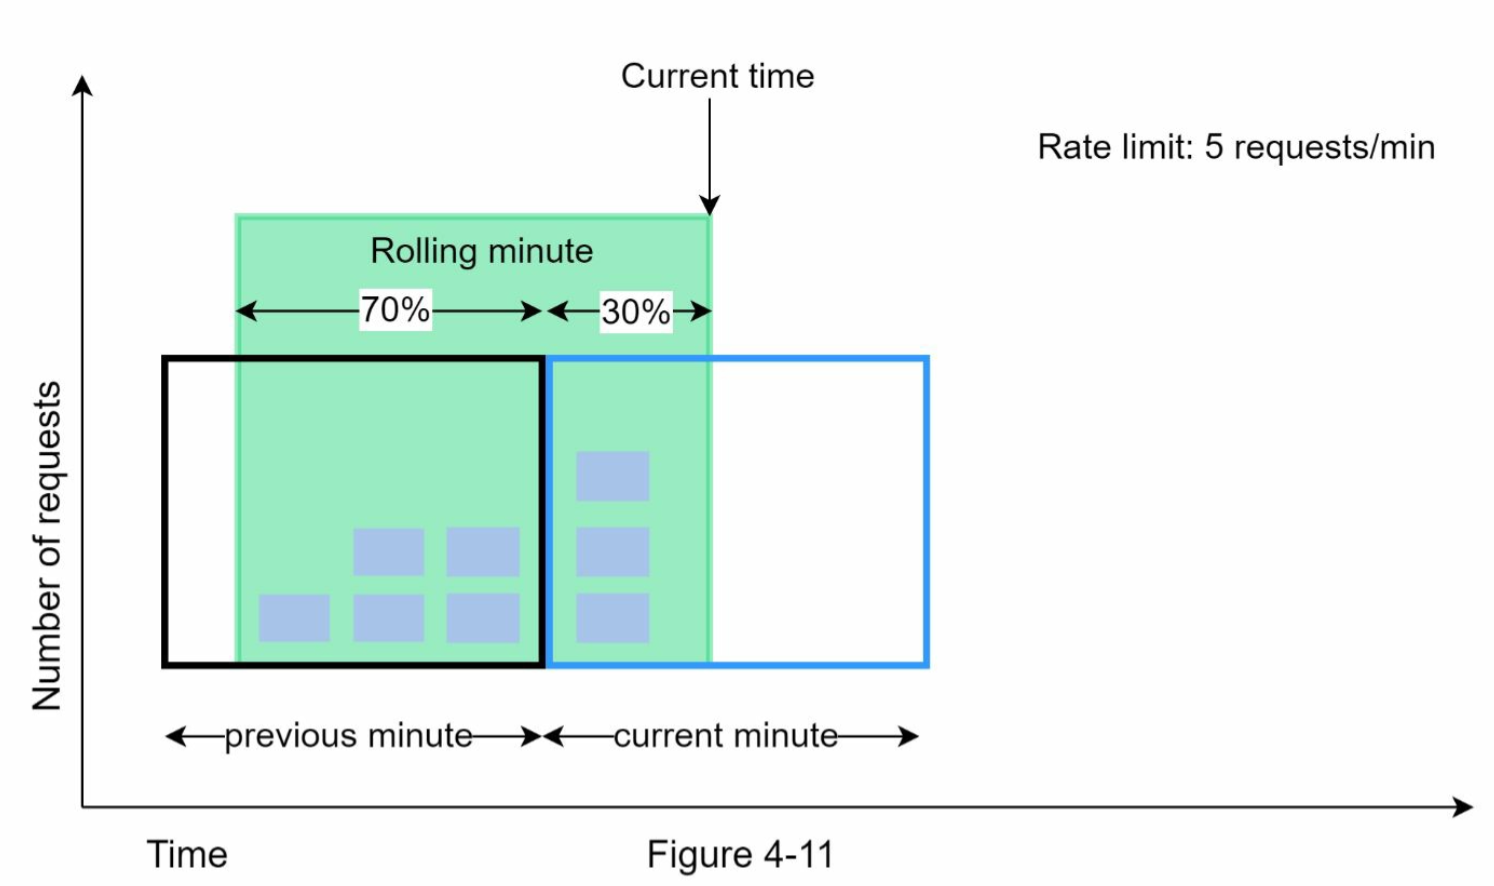 Current time
Rate limit: 5 requests/min
Rolling minute
70%
30%
Number of requests
previous minute
current minute
Time
Figure 4-11